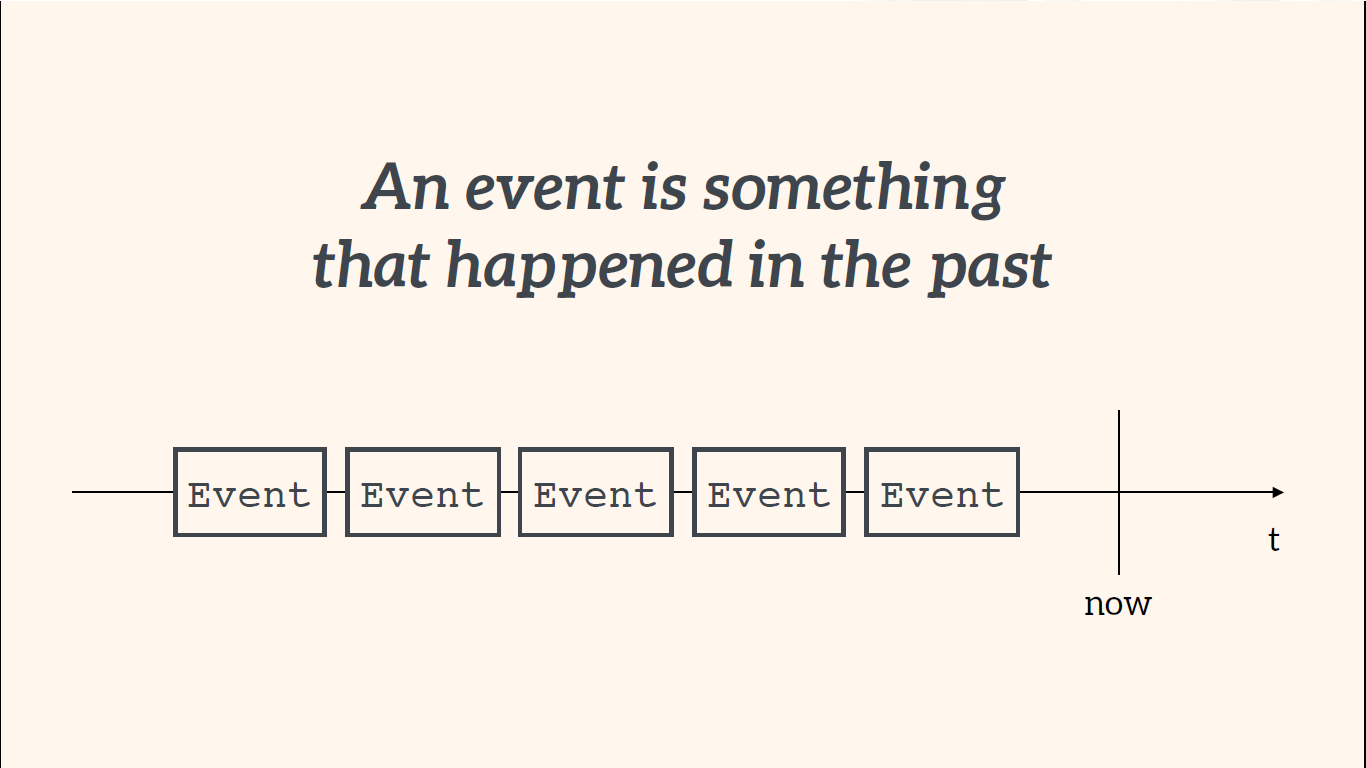 An event is something
that happened in the past
Event Event Event Event Event
t
now